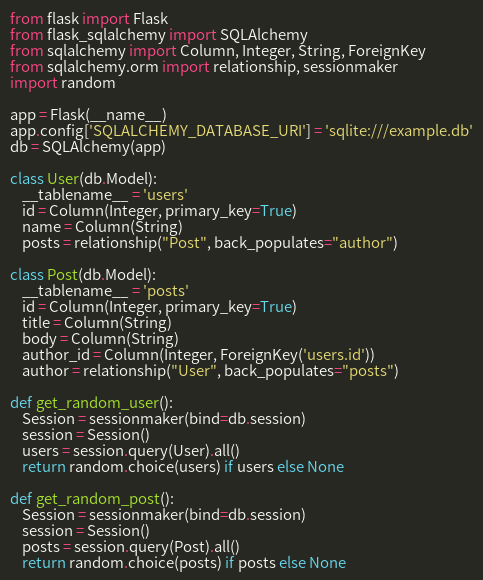 from flask import Flask
from flask_sqlalchemy import SQLAlchemy
from sqlalchemy import Column, Integer, String, ForeignKey
from sqlalchemy.orm import relationship, sessionmaker
import random

app = Flask(__name__)
app.config['SQLALCHEMY_DATABASE_URI'] = 'sqlite:///example.db'
db = SQLAlchemy(app)

class User(db.Model):
    __tablename__ = 'users'
    id = Column(Integer, primary_key=True)
    name = Column(String)
    posts = relationship("Post", back_populates="author")

class Post(db.Model):
    __tablename__ = 'posts'
    id = Column(Integer, primary_key=True)
    title = Column(String)
    body = Column(String)
    author_id = Column(Integer, ForeignKey('users.id'))
    author = relationship("User", back_populates="posts")

def get_random_user():
    Session = sessionmaker(bind=db.session)
    session = Session()
    users = session.query(User).all()
    return random.choice(users) if users else None

def get_random_post():
    Session = sessionmaker(bind=db.session)
    session = Session()
    posts = session.query(Post).all()
    return random.choice(posts) if posts else None